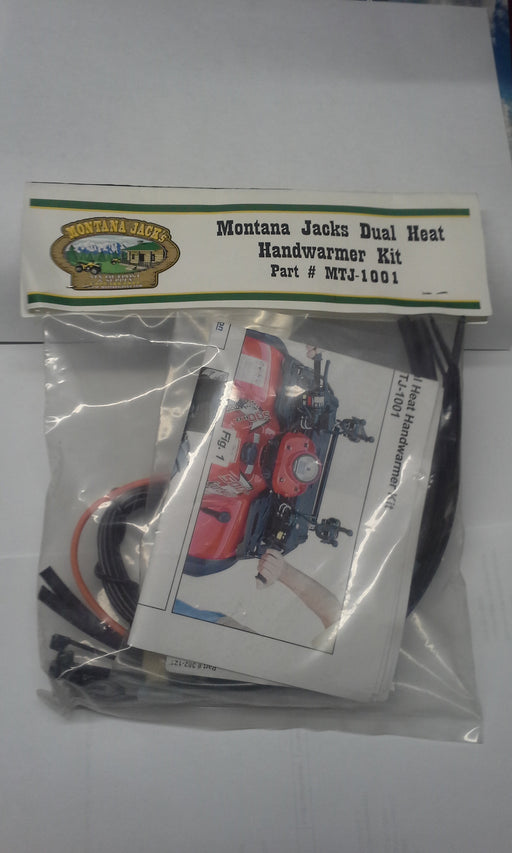 MONTANA JACK'S
Montana Jacks Dual Heat
Handwarmer Kit
Part # MTJ-1001
l Heat Handwarmer Kit
TJ-1001
Fig. 1